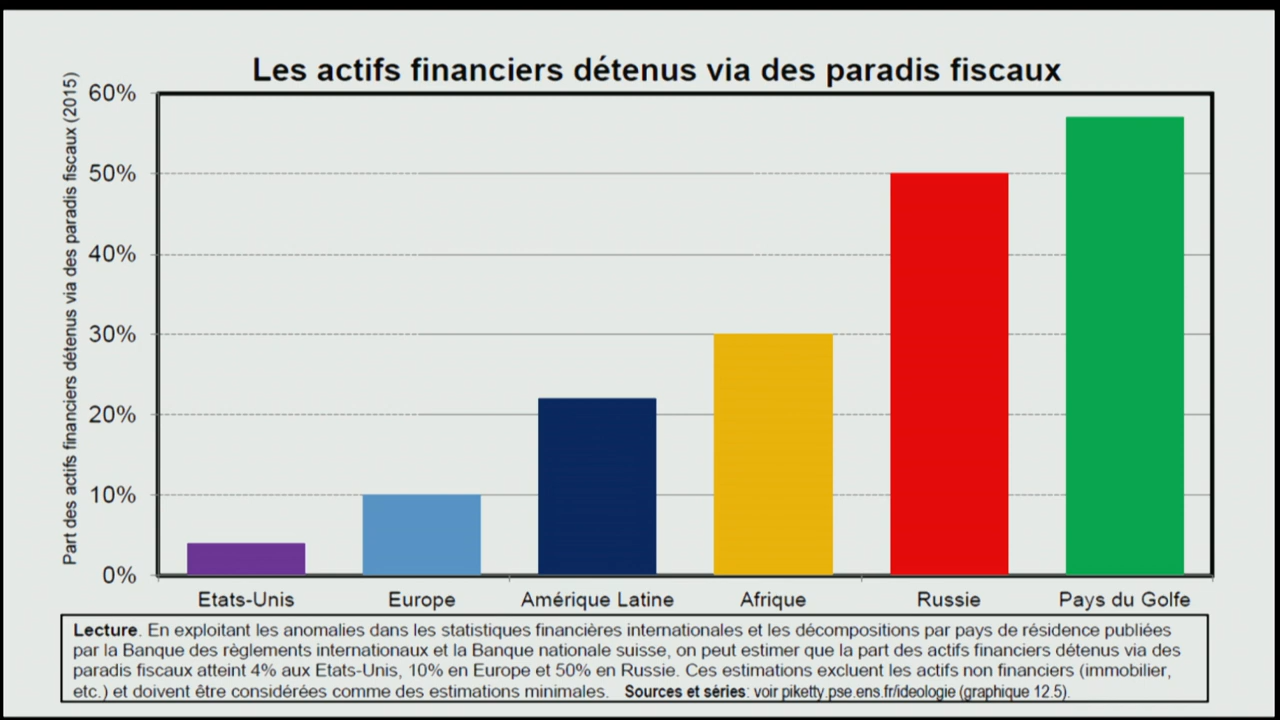 Les actifs financiers détenus via des paradis fiscaux
Part des actifs financiers détenus via des paradis fiscaux (2015)
60%
50%
40%
30%
20%
10%
0%
Etats-Unis
Europe
Amérique Latine
Afrique
Russie
Pays du Golfe
Lecture. En exploitant les anomalies dans les statistiques financières internationales et les décompositions par pays de résidence publiées
par la Banque des règlements internationaux et la Banque nationale suisse, on peut estimer que la part des actifs financiers détenus via des
paradis fiscaux atteint 4% aux Etats-Unis, 10% en Europe et 50% en Russie. Ces estimations excluent les actifs non financiers (immobilier,
etc.) et doivent être considérées comme des estimations minimales. Sources et séries: voir piketty.pse.ens.fr/ideologie (graphique 12.5).